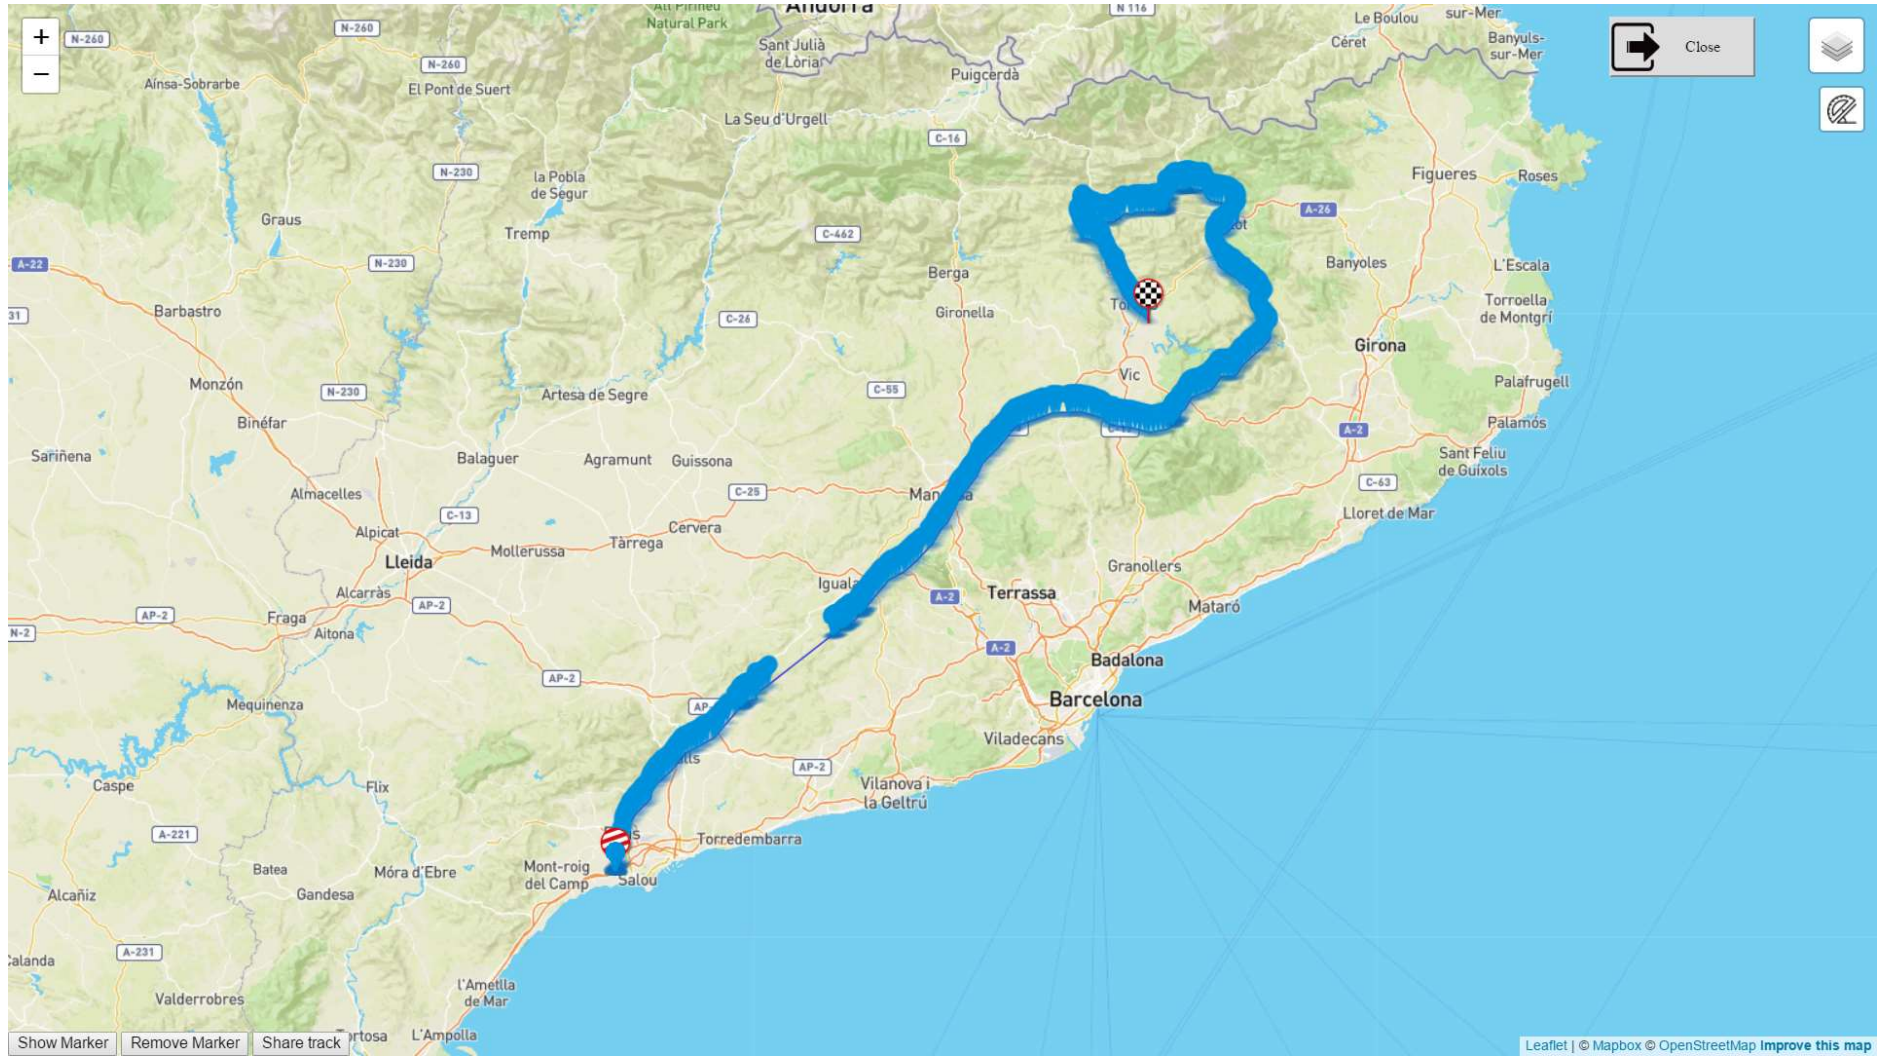 Andorra
N 116
Le Boulou
sur-Mer
Alt Pirineu
Natural Park
+
N-260
N-260
Sant Julià
de Lòria
Céret
Banyuls-
sur-Mer
Close
−
N-260
Aínsa-Sobrarbe
El Pont de Suert
Puigcerdà
La Seu d'Urgell
C-16
N-230
la Pobla
de Segur
Figueres
Roses
Graus
Tremp
C-462
A-26
A-22
N-230
Berga
Banyoles
L'Escala
Barbastro
C-26
Gironella
Torroella
de Montgrí
31
Girona
Monzón
N-230
Artesa de Segre
C-55
Vic
Palafrugell
Binéfar
A-2
Palamós
Sariñena
Balaguer
Agramunt
Guissona
Sant Feliu
de Guíxols
Almacelles
C-25
C-63
C-13
Lloret de Mar
Alpicat
Cervera
Mollerussa
Tàrrega
Lleida
Granollers
Alcarràs
A-2
Terrassa
Mataró
AP-2
AP-2
Fraga
N-2
Aitona
A-2
Badalona
AP-2
Barcelona
Mequinenza
Viladecans
AP-2
Caspe
Flix
Vilanova i
la Geltrú
A-221
Torredembarra
Batea
Móra d'Ebre
Mont-roig
del Camp
Salou
Alcañiz
Gandesa
A-231
Calanda
l'Ametlla
de Mar
Valderrobres
L'Ampolla
Show Marker
Remove Marker
Share track
Leaflet | © Mapbox © OpenStreetMap Improve this map